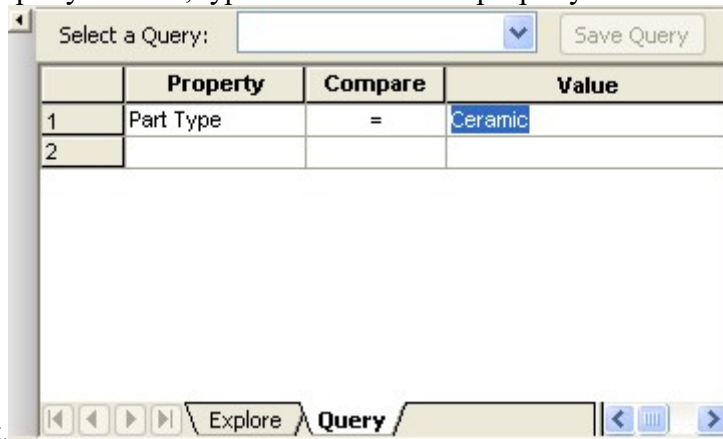 Select a Query: Save Query
Property Compare Value
1 Part Type = Ceramic
2
Explore Query